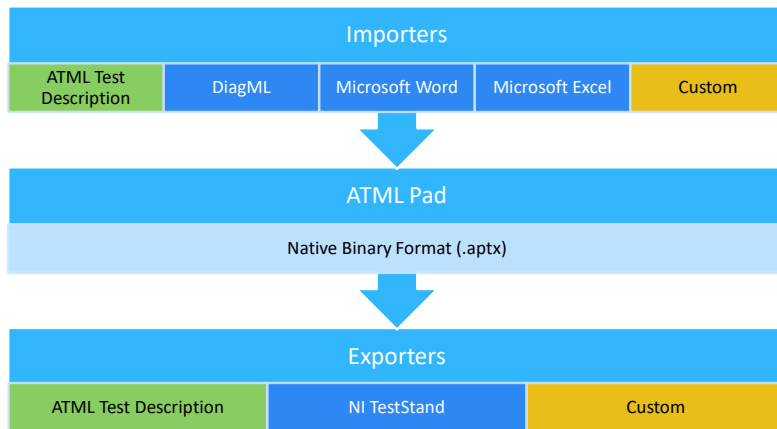 Importers
ATML Test
Description
DiagML
Microsoft Word
Microsoft Excel
Custom
ATML Pad
Native Binary Format (.aptx)
Exporters
ATML Test Description
NI TestStand
Custom